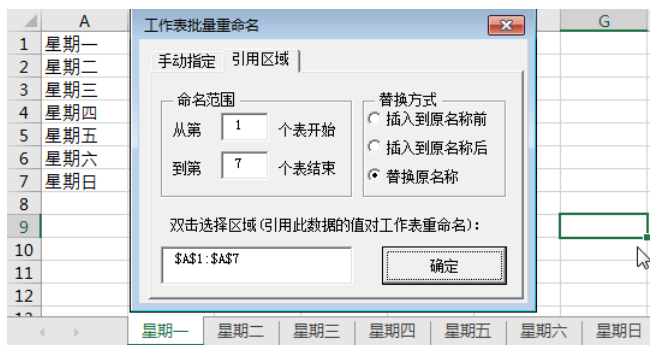 A G
1 星期一
2 星期二
3 星期三
4 星期四
5 星期五
6 星期六
7 星期日
8
9
10
11
12
工作表批量重命名
手动指定 引用区域
命名范围
从第 1 个表开始
到第 7 个表结束
替换方式
插入到原名称前
插入到原名称后
替换原名称
双击选择区域(引用此数据的值对工作表重命名):
$A$1:$A$7
确定
星期一 星期二 星期三 星期四 星期五 星期六 星期日